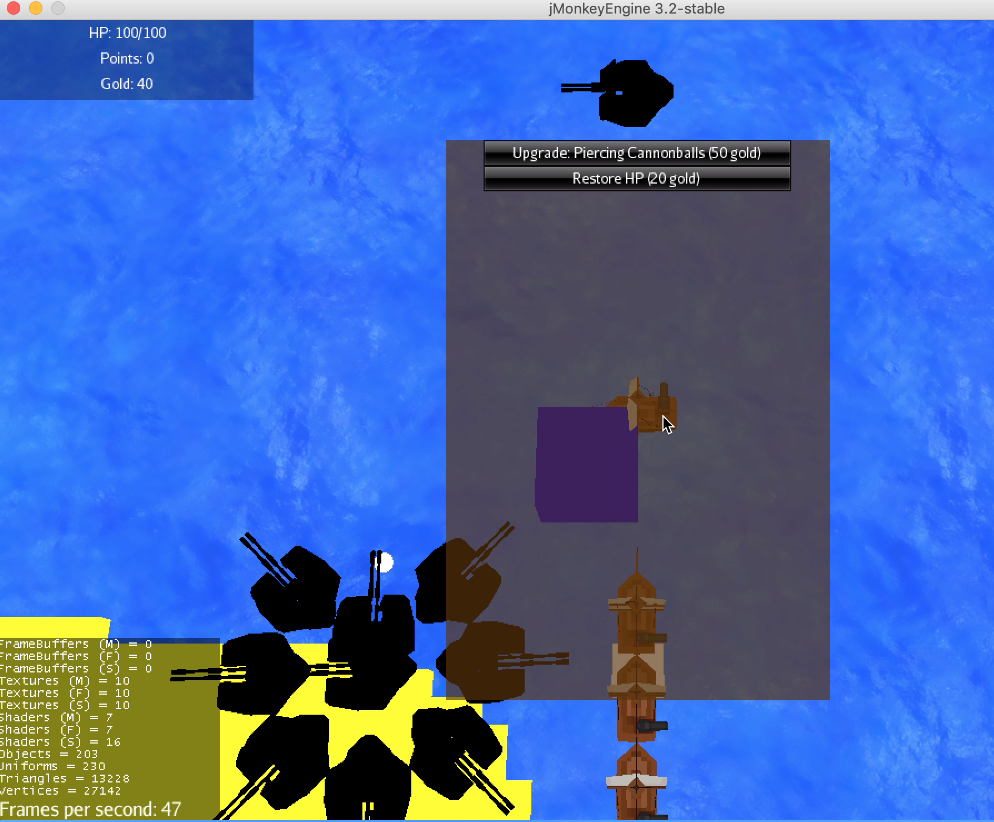 jMonkeyEngine 3.2-stable
HP: 100/100
Points: 0
Gold: 40
Upgrade: Piercing Cannonballs (50 gold)
Restore HP (20 gold)
FrameBuffers (M) = 0
FrameBuffers (F) = 0
FrameBuffers (S) = 0
Textures (M) = 10
Textures (F) = 10
Textures (S) = 10
Shaders (M) = 7
Shaders (F) = 7
Shaders (S) = 16
Objects = 203
Uniforms = 230
Triangles = 13228
Vertices = 27142
Frames per second: 47